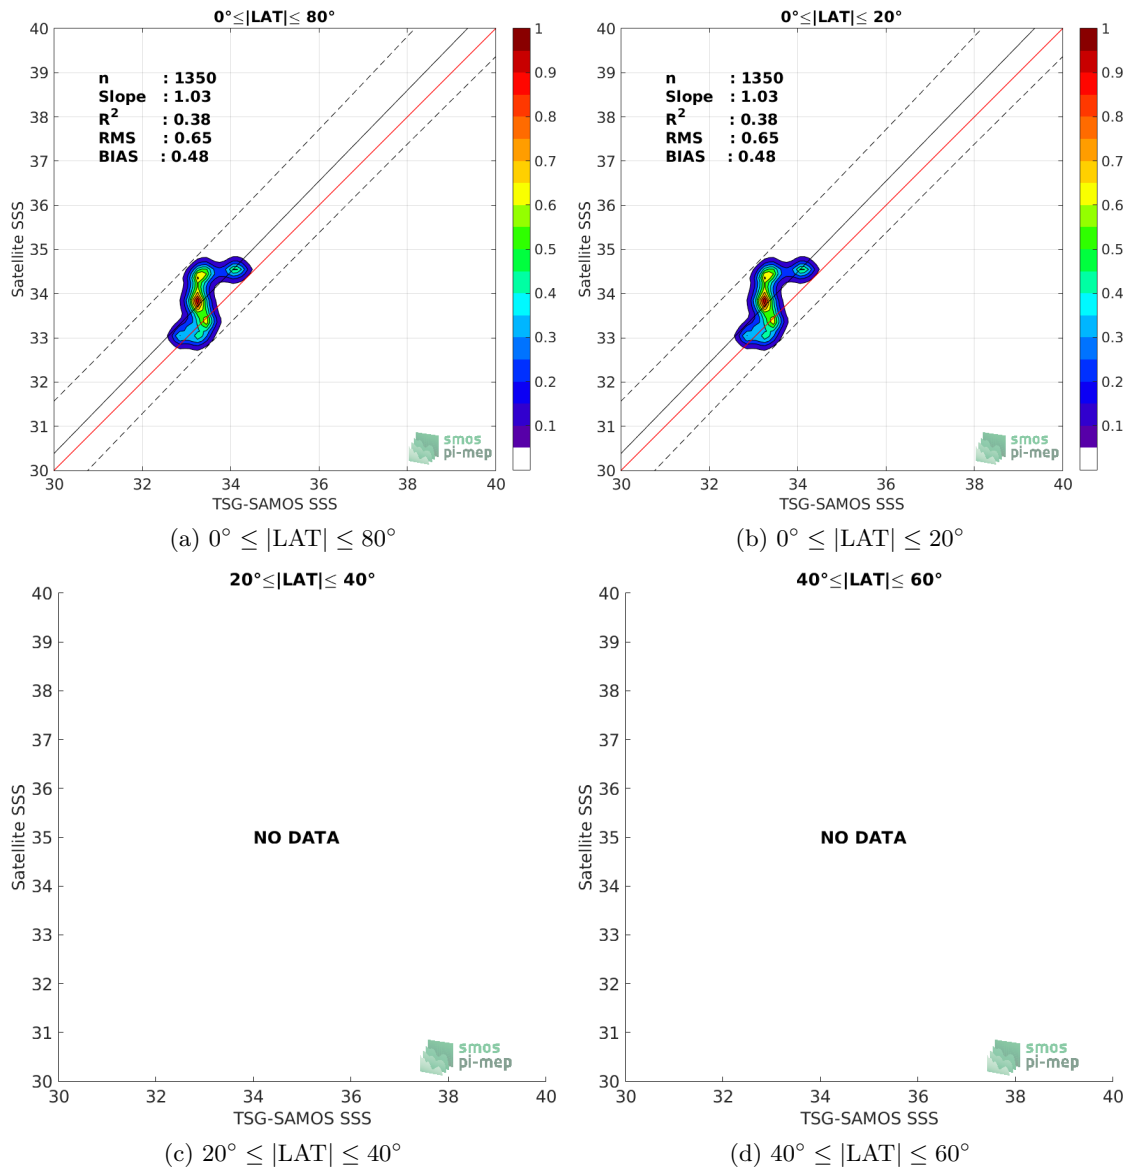 0°≤|LAT|≤ 80°
40
39
38
37
36
35
34
33
32
31
30
Satellite SSS
n : 1350
Slope : 1.03
R2 : 0.38
RMS : 0.65
BIAS : 0.48
smos
pi-mep
30 32 34 36 38 40
TSG-SAMOS SSS
1
0.9
0.8
0.7
0.6
0.5
0.4
0.3
0.2
0.1
(a) 0° ≤ |LAT| ≤ 80°
0°≤|LAT|≤ 20°
40
39
38
37
36
35
34
33
32
31
30
Satellite SSS
n : 1350
Slope : 1.03
R2 : 0.38
RMS : 0.65
BIAS : 0.48
smos
pi-mep
30 32 34 36 38 40
TSG-SAMOS SSS
1
0.9
0.8
0.7
0.6
0.5
0.4
0.3
0.2
0.1
(b) 0° ≤ |LAT| ≤ 20°
20°≤|LAT|≤ 40°
40
39
38
37
36
35
34
33
32
31
30
Satellite SSS
NO DATA
smos
pi-mep
30 32 34 36 38 40
TSG-SAMOS SSS
(c) 20° ≤ |LAT| ≤ 40°
40°≤|LAT|≤ 60°
40
39
38
37
36
35
34
33
32
31
30
Satellite SSS
NO DATA
smos
pi-mep
30 32 34 36 38 40
TSG-SAMOS SSS
(d) 40° ≤ |LAT| ≤ 60°